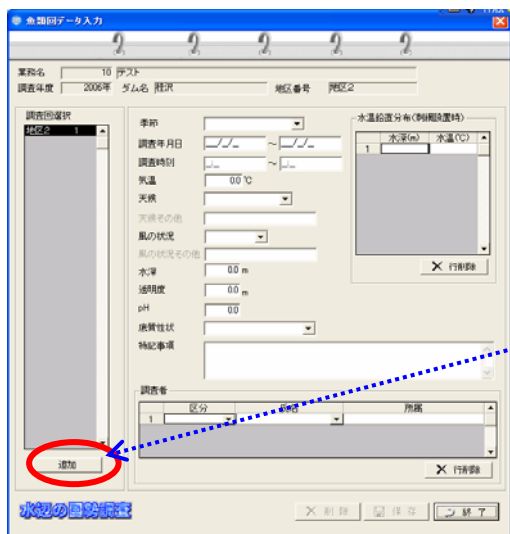 魚類回データ入力
業務名 10 テスト
調査年度 2006年 ダム名 桂沢 地区番号 地区2
調査回選択
地区2 1
追加
季節
調査年月日 _/_/_ ~ _/_/_
調査時刻 _:_ ~ _:_
気温 0.0 ℃
天候
天候その他
風の状況
風の状況その他
水深 0.0 m
透明度 0.0 m
pH 0.0
底質性状
特記事項
水温鉛直分布(刺網設置時)
水深(m) 水温(℃)
1
行削除
調査者
区分 氏名 所属
1
行削除
水辺の国勢調査
削除 保存 終了